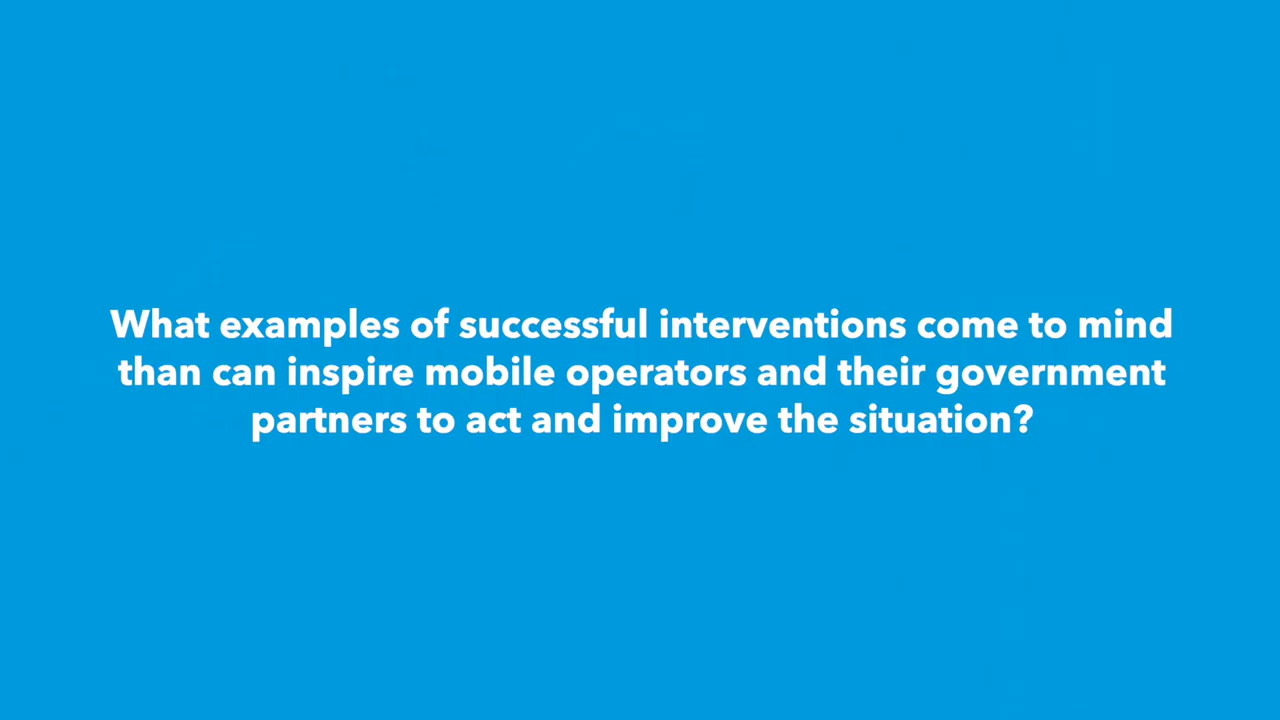 What examples of successful interventions come to mind
than can inspire mobile operators and their government
partners to act and improve the situation?